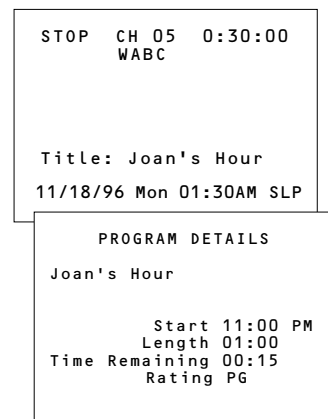 STOP CH 05 0:30:00
WABC
Title: Joan's Hour
11/18/96 Mon 01:30AM SLP
PROGRAM DETAILS
Joan's Hour
Start 11:00 PM
Length 01:00
Time Remaining 00:15
Rating PG